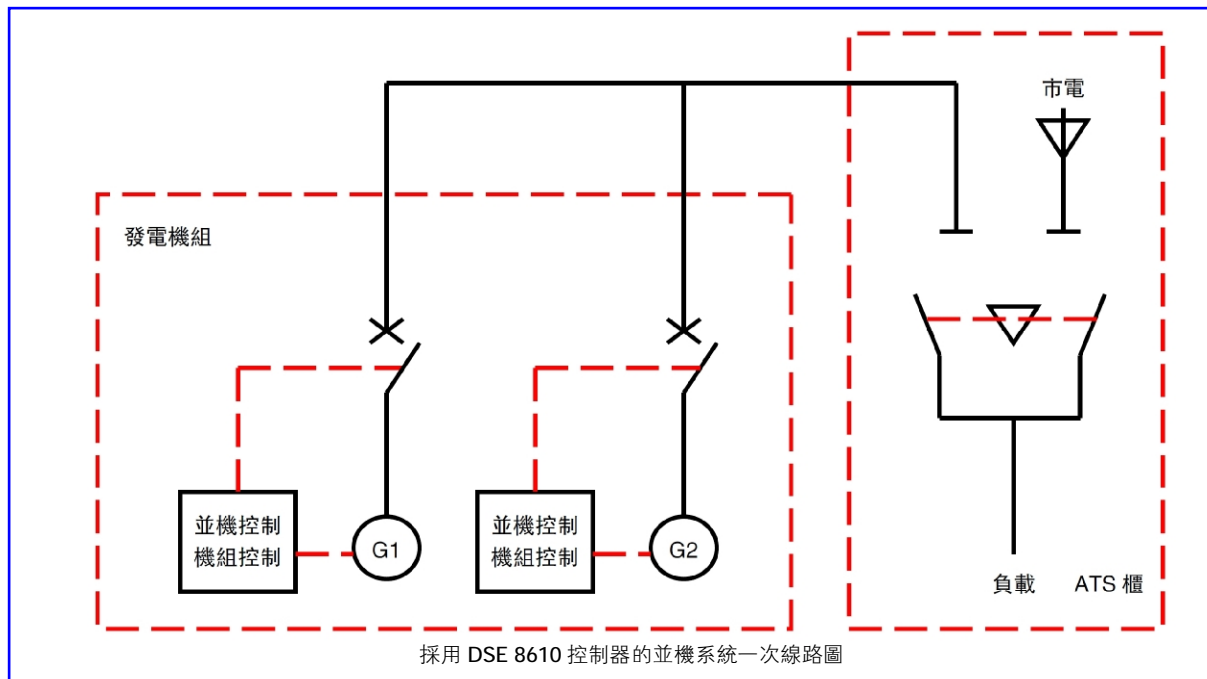 市電
發電機組
並機控制
機組控制
G1
並機控制
機組控制
G2
負載
ATS 櫃
採用 DSE 8610 控制器的並機系統一次線路圖